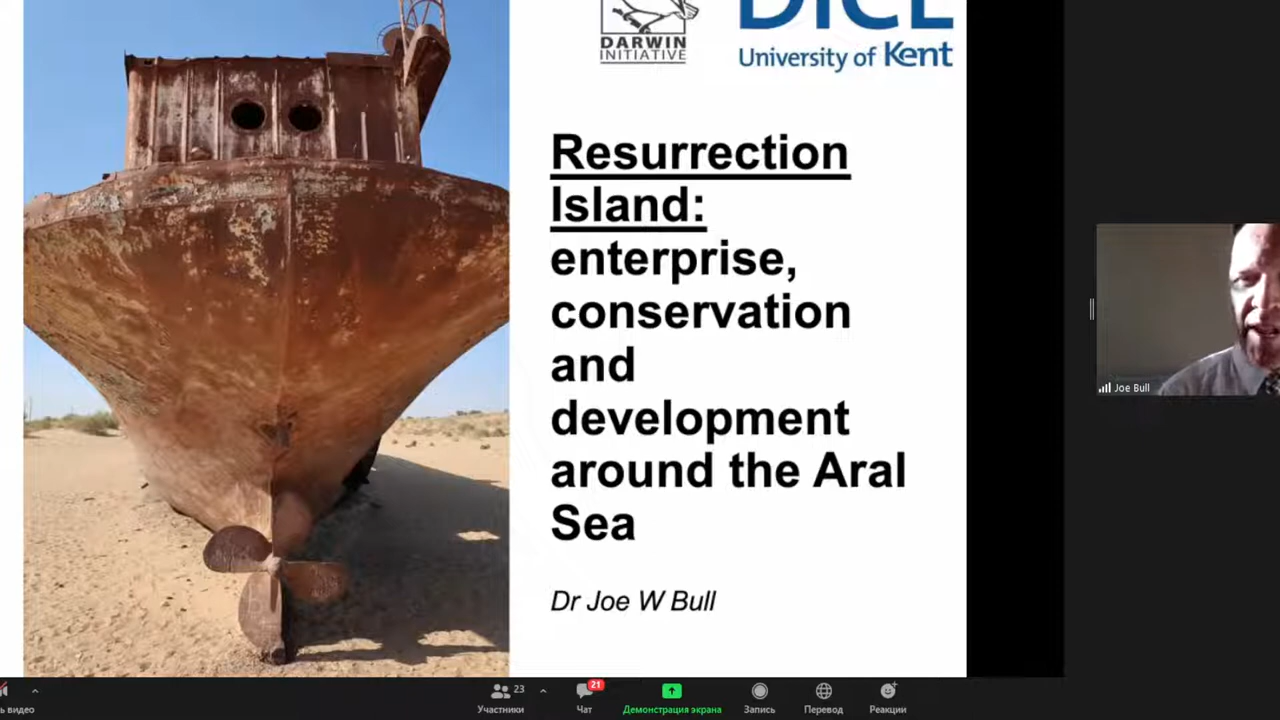 DARWIN
INITIATIVE
DICE
University of Kent
Resurrection
Island:
enterprise,
conservation
and
development
around the Aral
Sea
Dr Joe W Bull
Joe Bull
ь видео
Участники
23
Чат
21
Демонстрация экрана
Запись
Перевод
Реакции